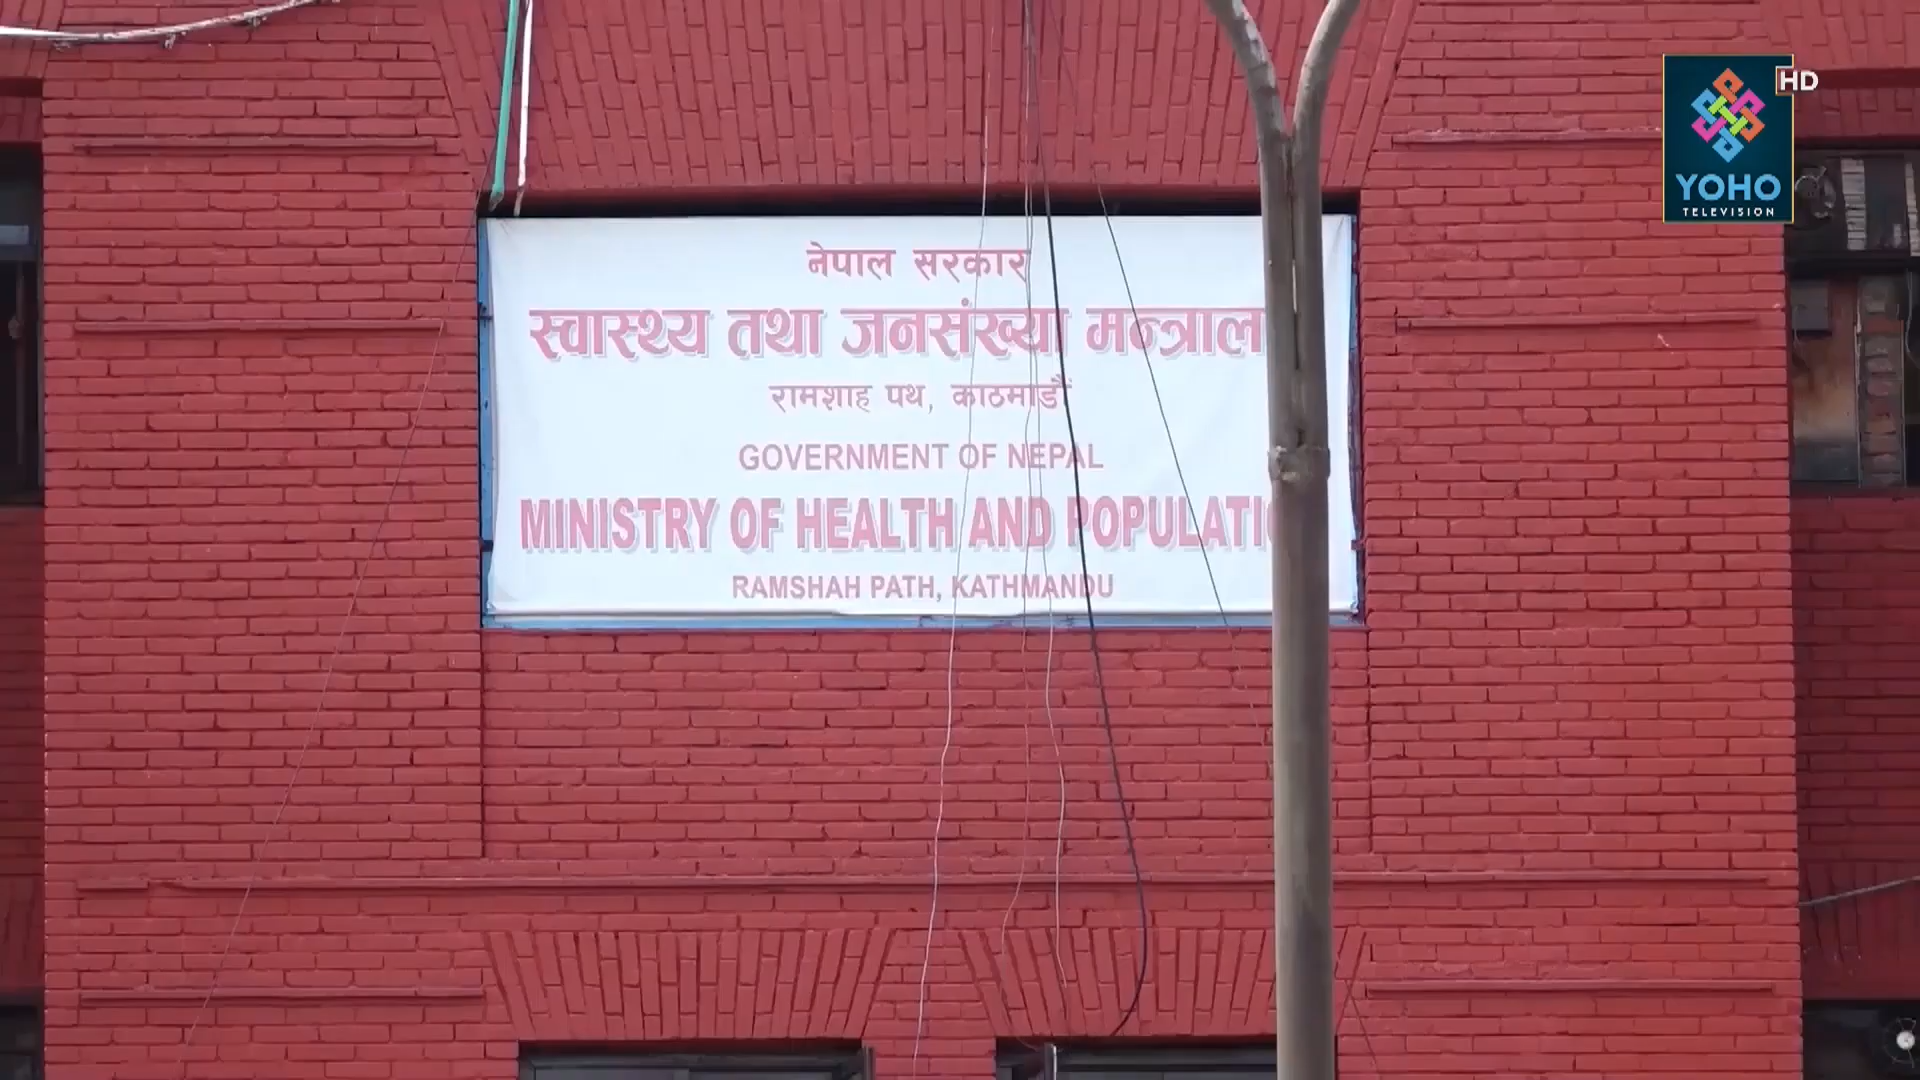 नेपाल सरकार
स्वास्थ्य तथा जनसंख्या मन्त्राल
रामशाह पथ, काठमाडौं
GOVERNMENT OF NEPAL
MINISTRY OF HEALTH AND POPULATIO
RAMSHAH PATH, KATHMANDU
HD
YOHO
TELEVISION